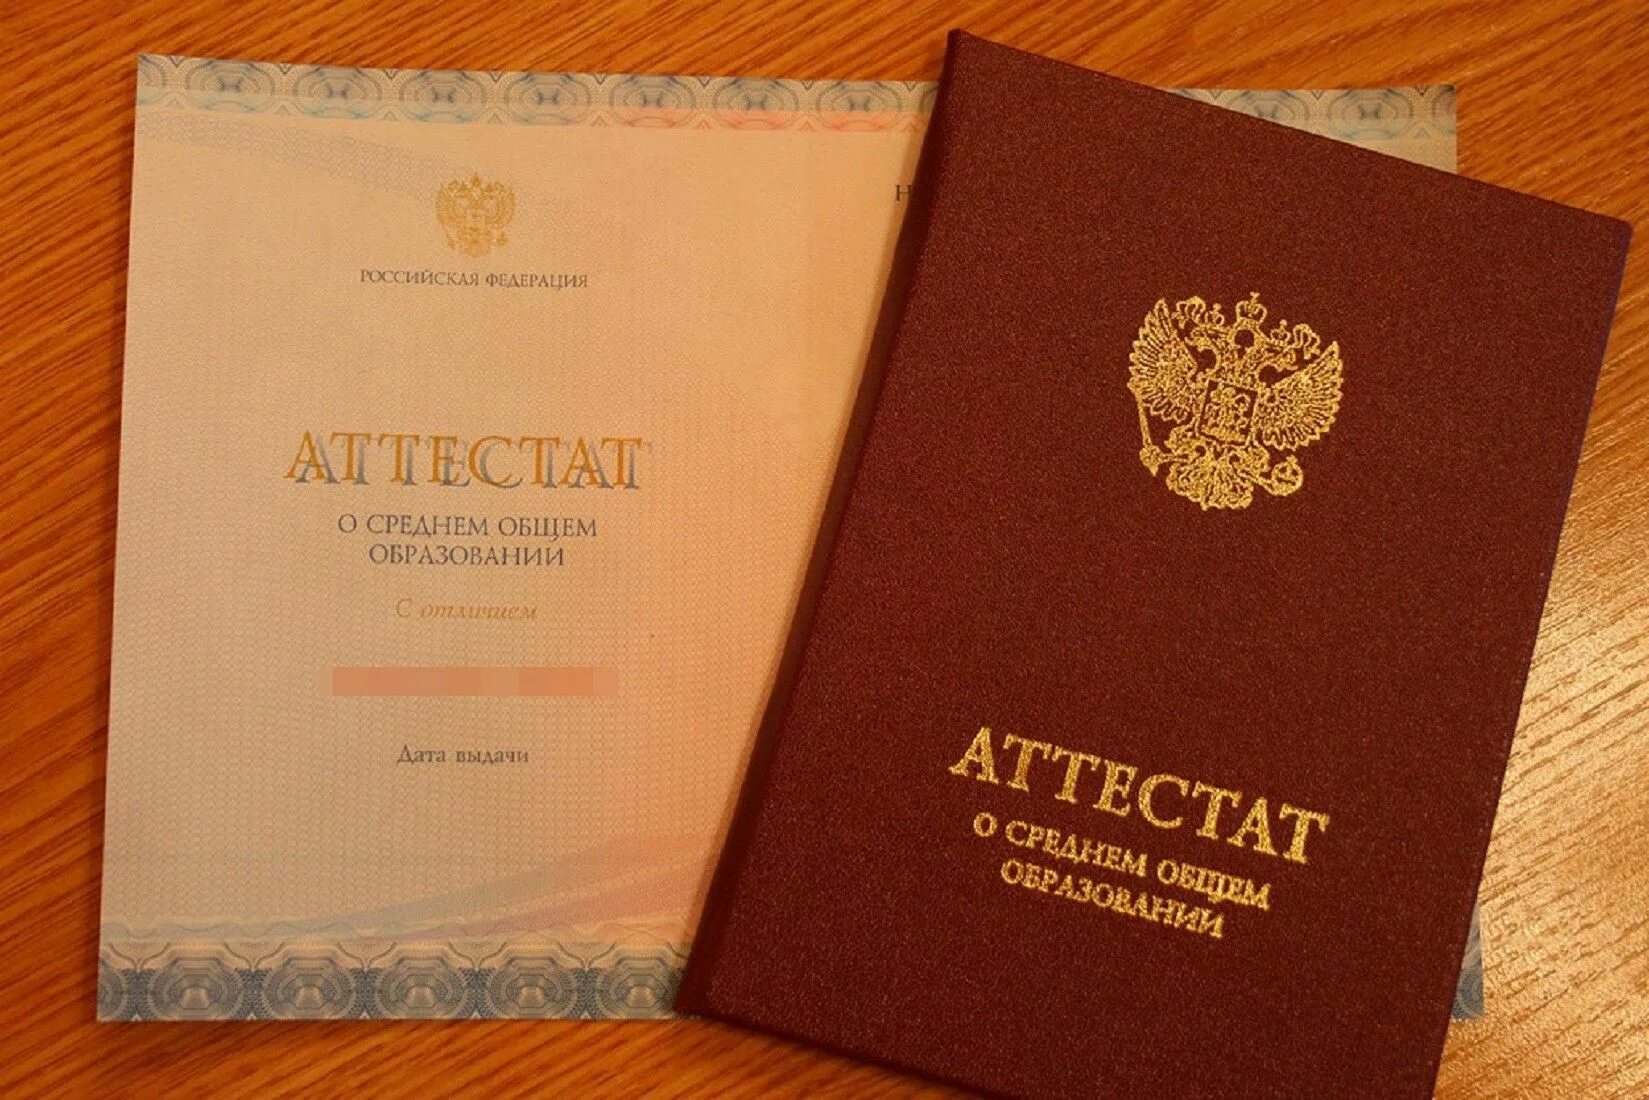 РОССИЙСКАЯ ФЕДЕРАЦИЯ
АТТЕСТАТ
О СРЕДНЕМ ОБЩЕМ
ОБРАЗОВАНИИ
С отличием
Дата выдачи
АТТЕСТАТ
О СРЕДНЕМ ОБЩЕМ
ОБРАЗОВАНИИ